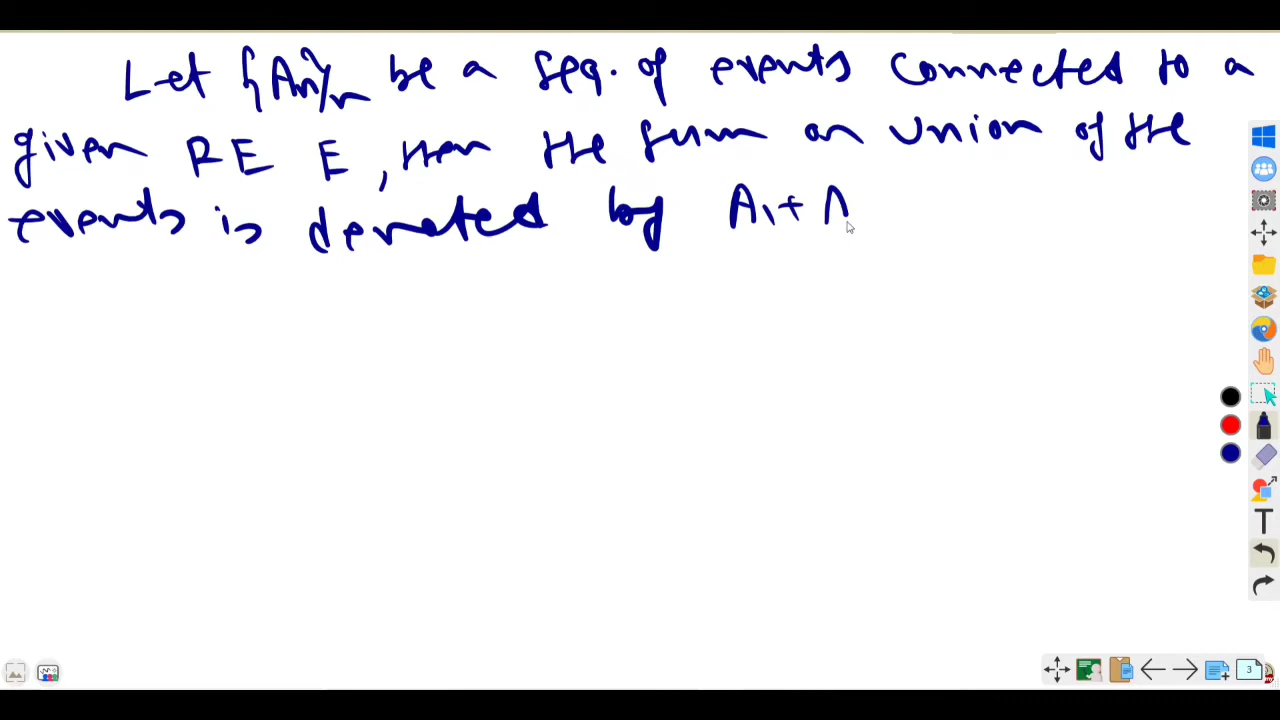 Let {An}n be a seq. of events connected to a
given RE E, then the sum or union of the
events is denoted by A1 + A
3